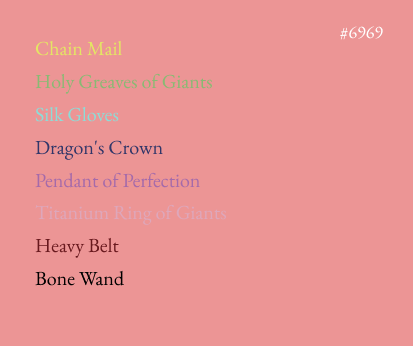 #6969
Chain Mail
Holy Greaves of Giants
Silk Gloves
Dragon's Crown
Pendant of Perfection
Titanium Ring of Giants
Heavy Belt
Bone Wand